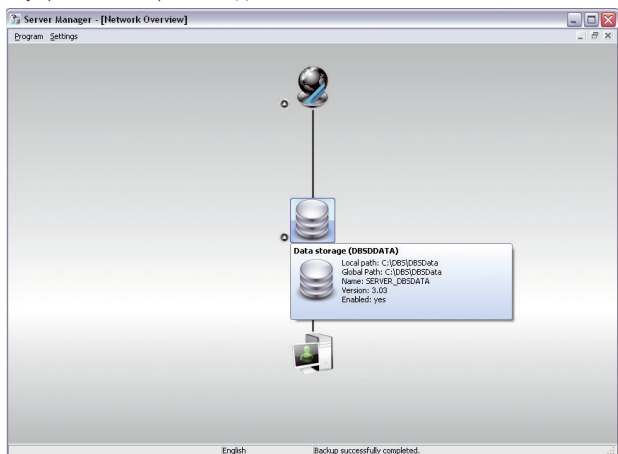 Server Manager - [Network Overview]
Program Settings
Data storage (DBSDDATA)
Local path: C:\DBS\DBSData
Global Path: C:\DBS\DBSData
Name: SERVER_DBSDATA
Version: 3.03
Enabled: yes
English Backup successfully completed.